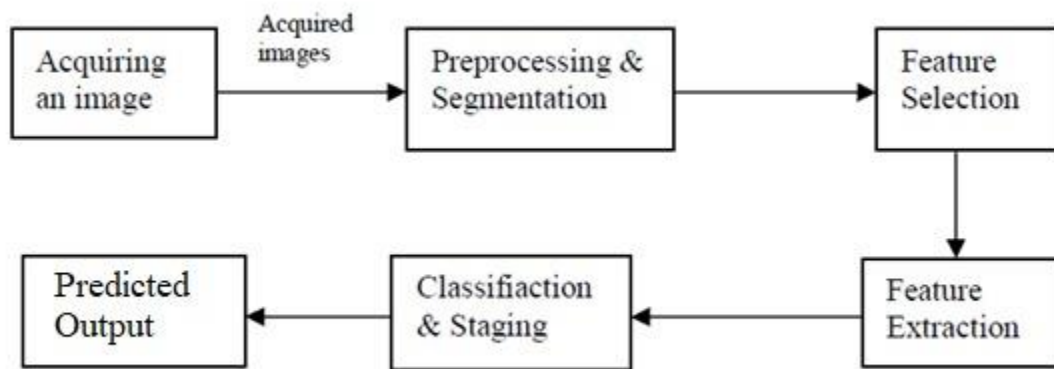 Acquiring
an image
Acquired
images
Preprocessing &
Segmentation
Feature
Selection
Feature
Extraction
Classifiaction
& Staging
Predicted
Output